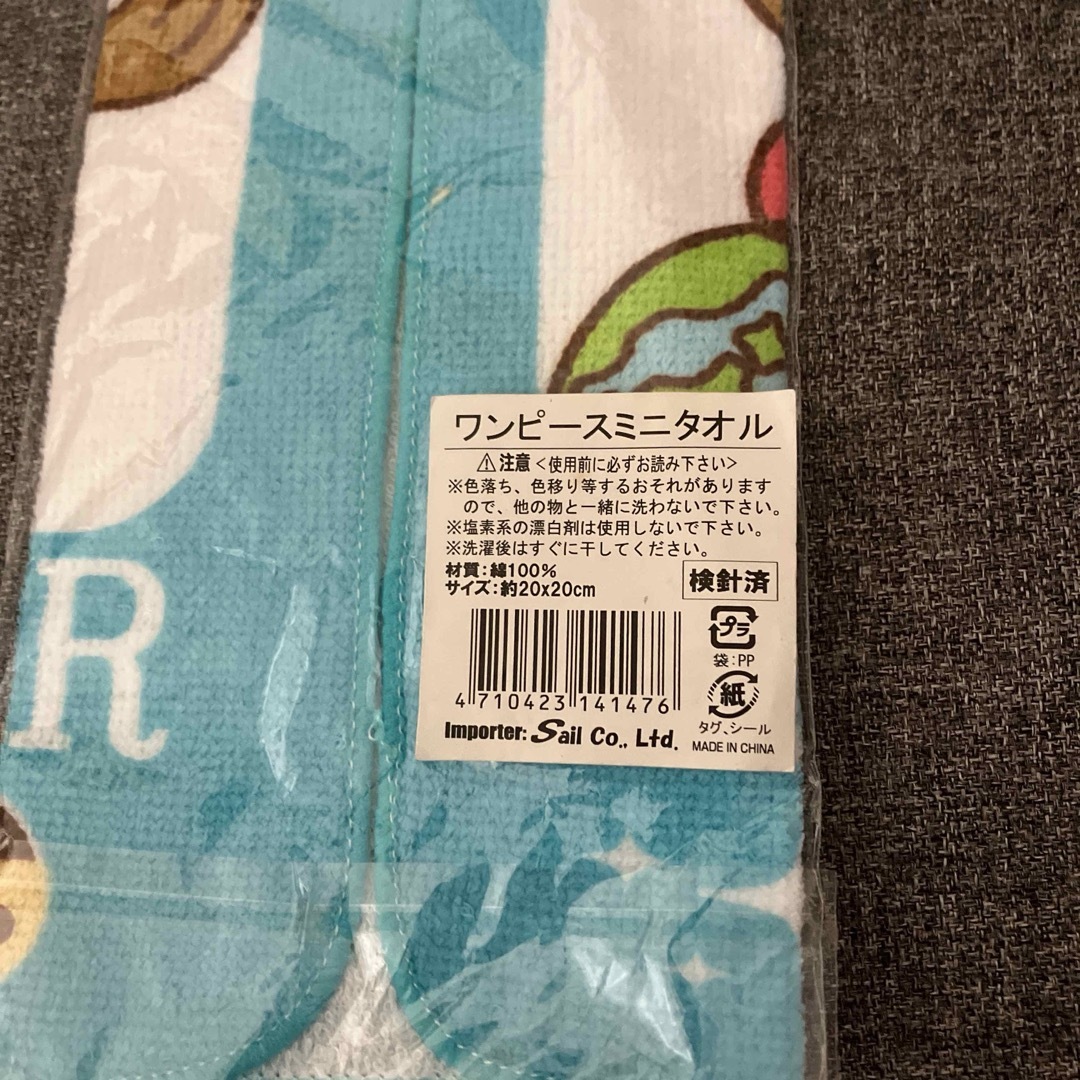 ワンピースミニタオル
⚠注意<使用前に必ずお読み下さい>
※色落ち、色移り等するおそれがあります
ので、他の物と一緒に洗わないで下さい。
※塩素系の漂白剤は使用しないで下さい。
※洗濯後はすぐに干してください。
材質:綿100%
サイズ:約20x20cm
検針済
プラ
袋:PP
紙
タグ、シール
MADE IN CHINA
4 710423 141476
Importer: Sail Co., Ltd.
R